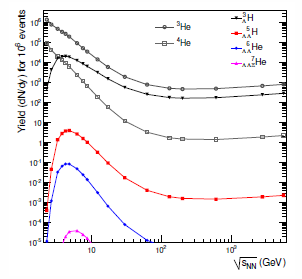 Yield (dN/dy) for 10⁶ events
10⁶
10⁵
10⁴
10³
10²
10
1
10⁻¹
10⁻²
10⁻³
10⁻⁴
10⁻⁵
³He
⁴He
³ΛH
⁵ΛΛH
⁶ΛΛHe
⁷ΛΛΞHe
10
10²
10³
√sNN (GeV)